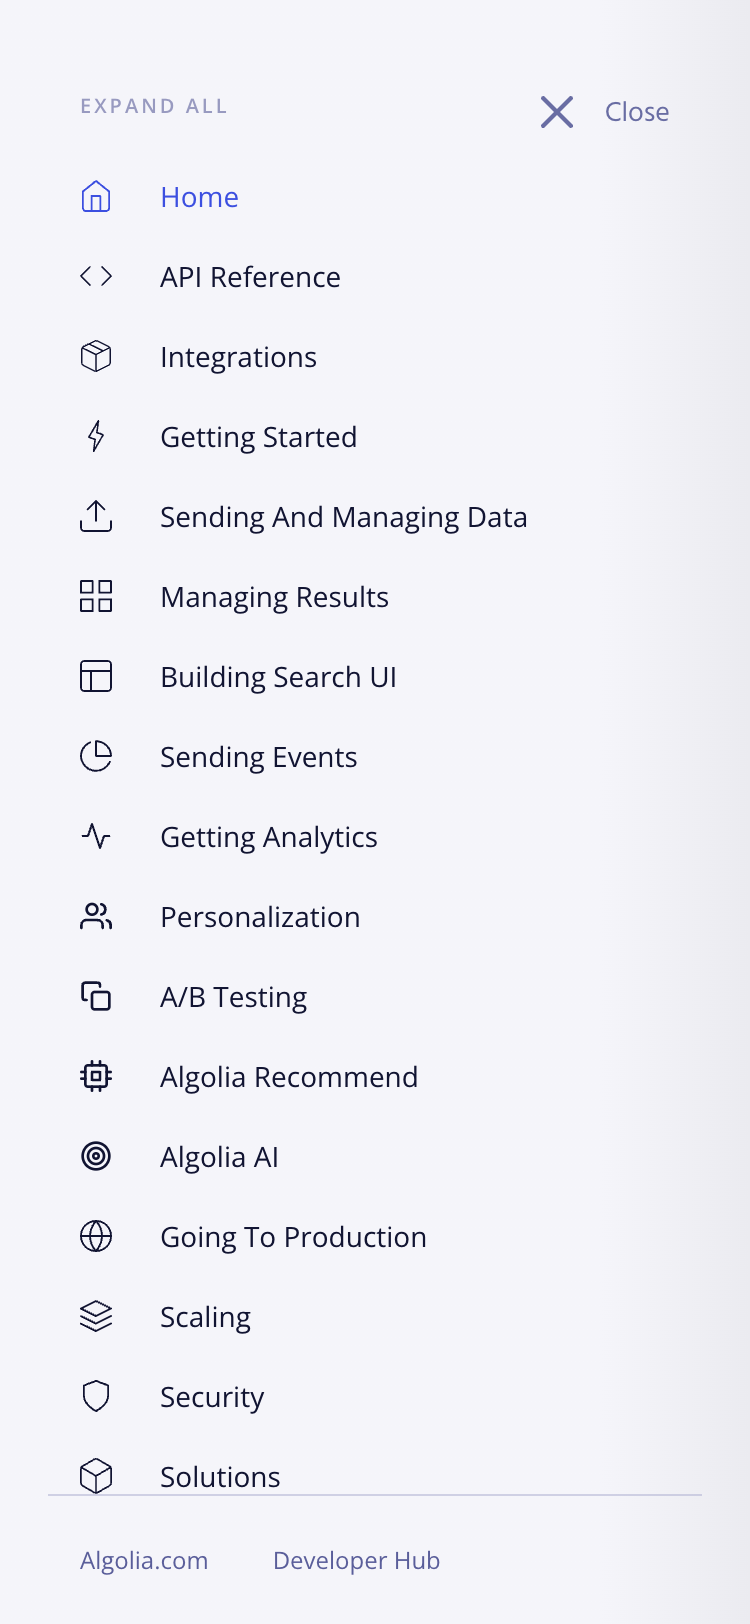 EXPAND ALL
Close
Home
API Reference
Integrations
Getting Started
Sending And Managing Data
Managing Results
Building Search UI
Sending Events
Getting Analytics
Personalization
A/B Testing
Algolia Recommend
Algolia AI
Going To Production
Scaling
Security
Solutions
Algolia.com
Developer Hub